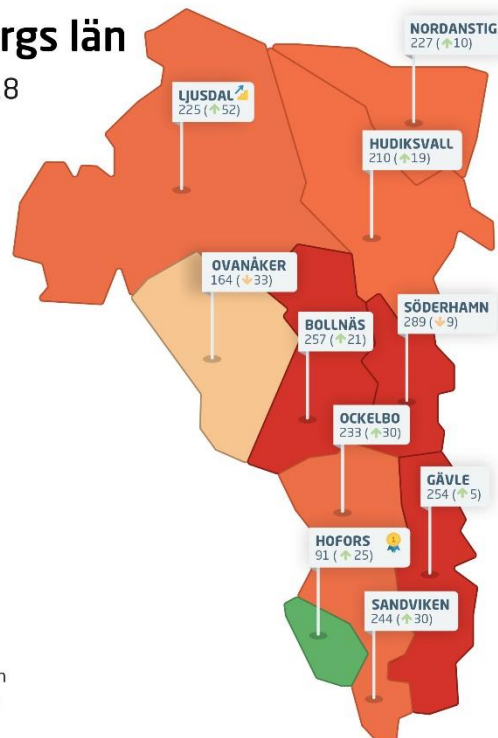 rgs län
8
NORDANSTIG
227 (↑10)
LJUSDAL
225 (↑52)
HUDIKSVALL
210 (↑19)
OVANÅKER
164 (↓33)
SÖDERHAMN
289 (↓9)
BOLLNÄS
257 (↑21)
OCKELBO
233 (↑30)
GÄVLE
254 (↑5)
HOFORS
91 (↑25)
1
SANDVIKEN
244 (↑30)
n